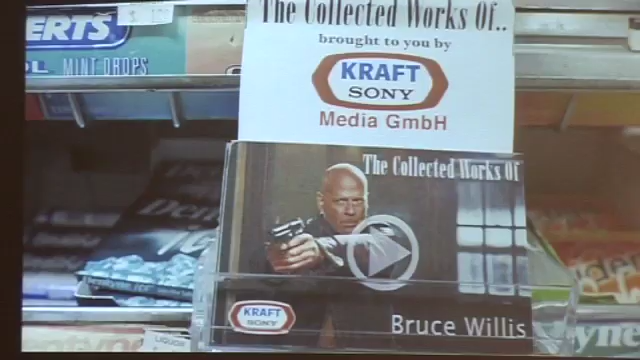 The Collected Works Of..
brought to you by
KRAFT
SONY
Media GmbH
ERTS
MINT DROPS
The Collected Works Of
KRAFT
SONY
Bruce Willis
LIQUOR